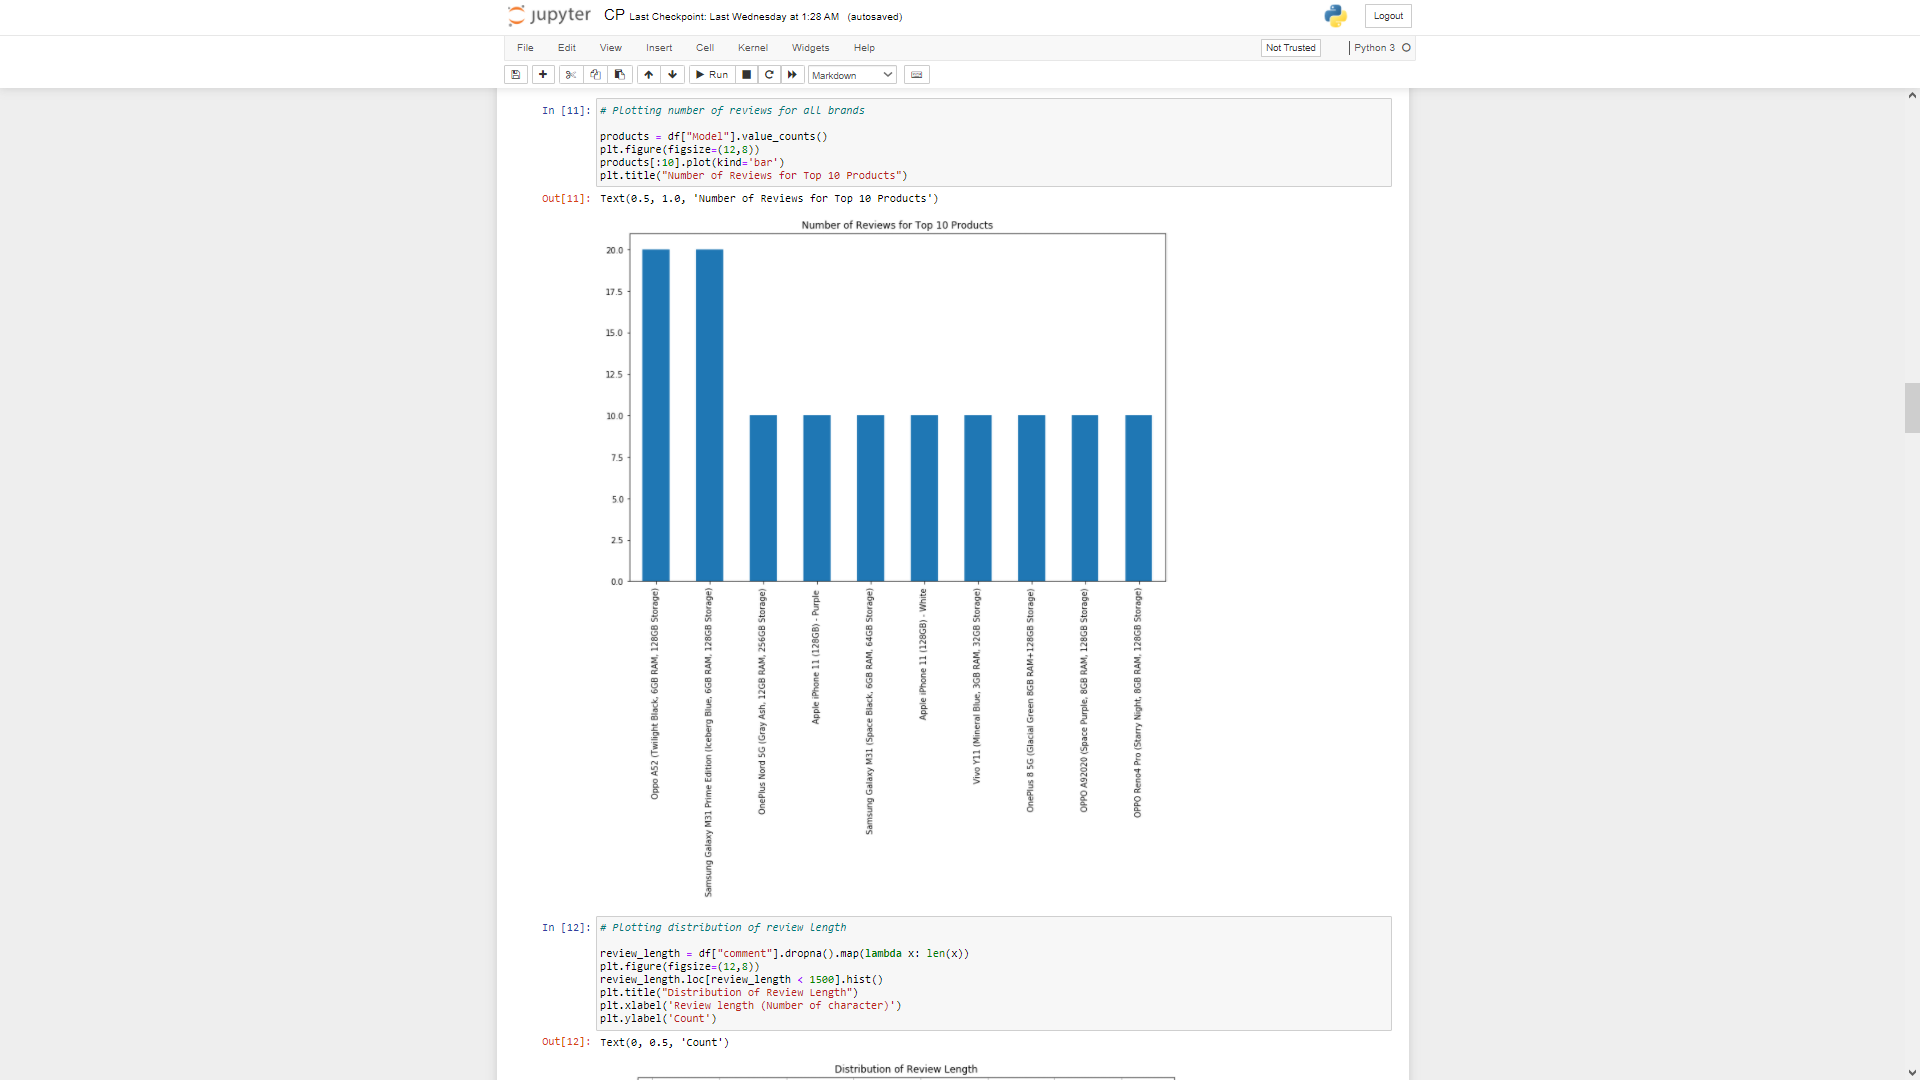 jupyter CP Last Checkpoint: Last Wednesday at 1:28 AM (autosaved) Logout
File Edit View Insert Cell Kernel Widgets Help Not Trusted Python 3
Run Markdown
In [11]: # Plotting number of reviews for all brands
products = df["Model"].value_counts()
plt.figure(figsize=(12,8))
products[:10].plot(kind='bar')
plt.title("Number of Reviews for Top 10 Products")
Out[11]: Text(0.5, 1.0, 'Number of Reviews for Top 10 Products')
Number of Reviews for Top 10 Products
20.0
17.5
15.0
12.5
10.0
7.5
5.0
2.5
0.0
Oppo A52 (Twilight Black, 6GB RAM, 128GB Storage)
Samsung Galaxy M31 Prime Edition (Iceberg Blue, 6GB RAM, 128GB Storage)
OnePlus Nord 5G (Gray Ash, 12GB RAM, 256GB Storage)
Apple iPhone 11 (128GB) - Purple
Samsung Galaxy M31 (Space Black, 6GB RAM, 64GB Storage)
Apple iPhone 11 (128GB) - White
Vivo Y11 (Mineral Blue, 3GB RAM, 32GB Storage)
OnePlus 8 5G (Glacial Green 8GB RAM+128GB Storage)
OPPO A92020 (Space Purple, 8GB RAM, 128GB Storage)
OPPO Reno4 Pro (Starry Night, 8GB RAM, 128GB Storage)
In [12]: # Plotting distribution of review length
review_length = df["comment"].dropna().map(lambda x: len(x))
plt.figure(figsize=(12,8))
review_length.loc[review_length < 1500].hist()
plt.title("Distribution of Review Length")
plt.xlabel('Review length (Number of character)')
plt.ylabel('Count')
Out[12]: Text(0, 0.5, 'Count')
Distribution of Review Length